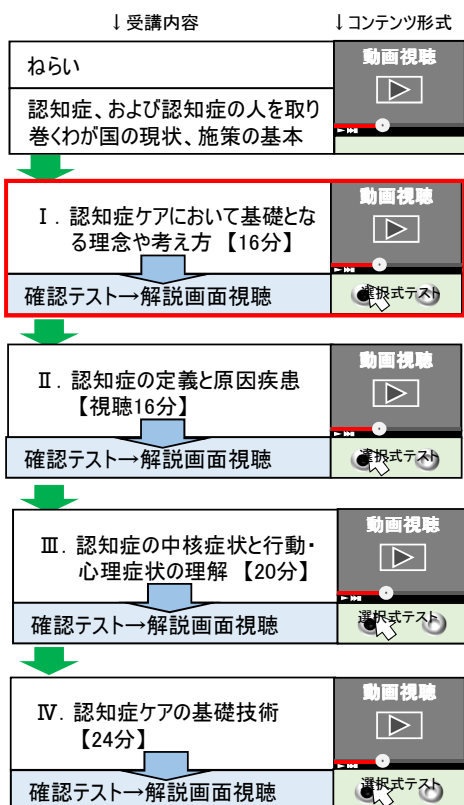 ↓受講内容
↓コンテンツ形式
ねらい
動画視聴
認知症、および認知症の人を取り
巻くわが国の現状、施策の基本
Ⅰ．認知症ケアにおいて基礎とな
る理念や考え方 【16分】
動画視聴
確認テスト→解説画面視聴
選択式テスト
Ⅱ．認知症の定義と原因疾患
【視聴16分】
動画視聴
確認テスト→解説画面視聴
選択式テスト
Ⅲ．認知症の中核症状と行動・
心理症状の理解 【20分】
動画視聴
確認テスト→解説画面視聴
選択式テスト
Ⅳ．認知症ケアの基礎技術
【24分】
動画視聴
確認テスト→解説画面視聴
選択式テスト